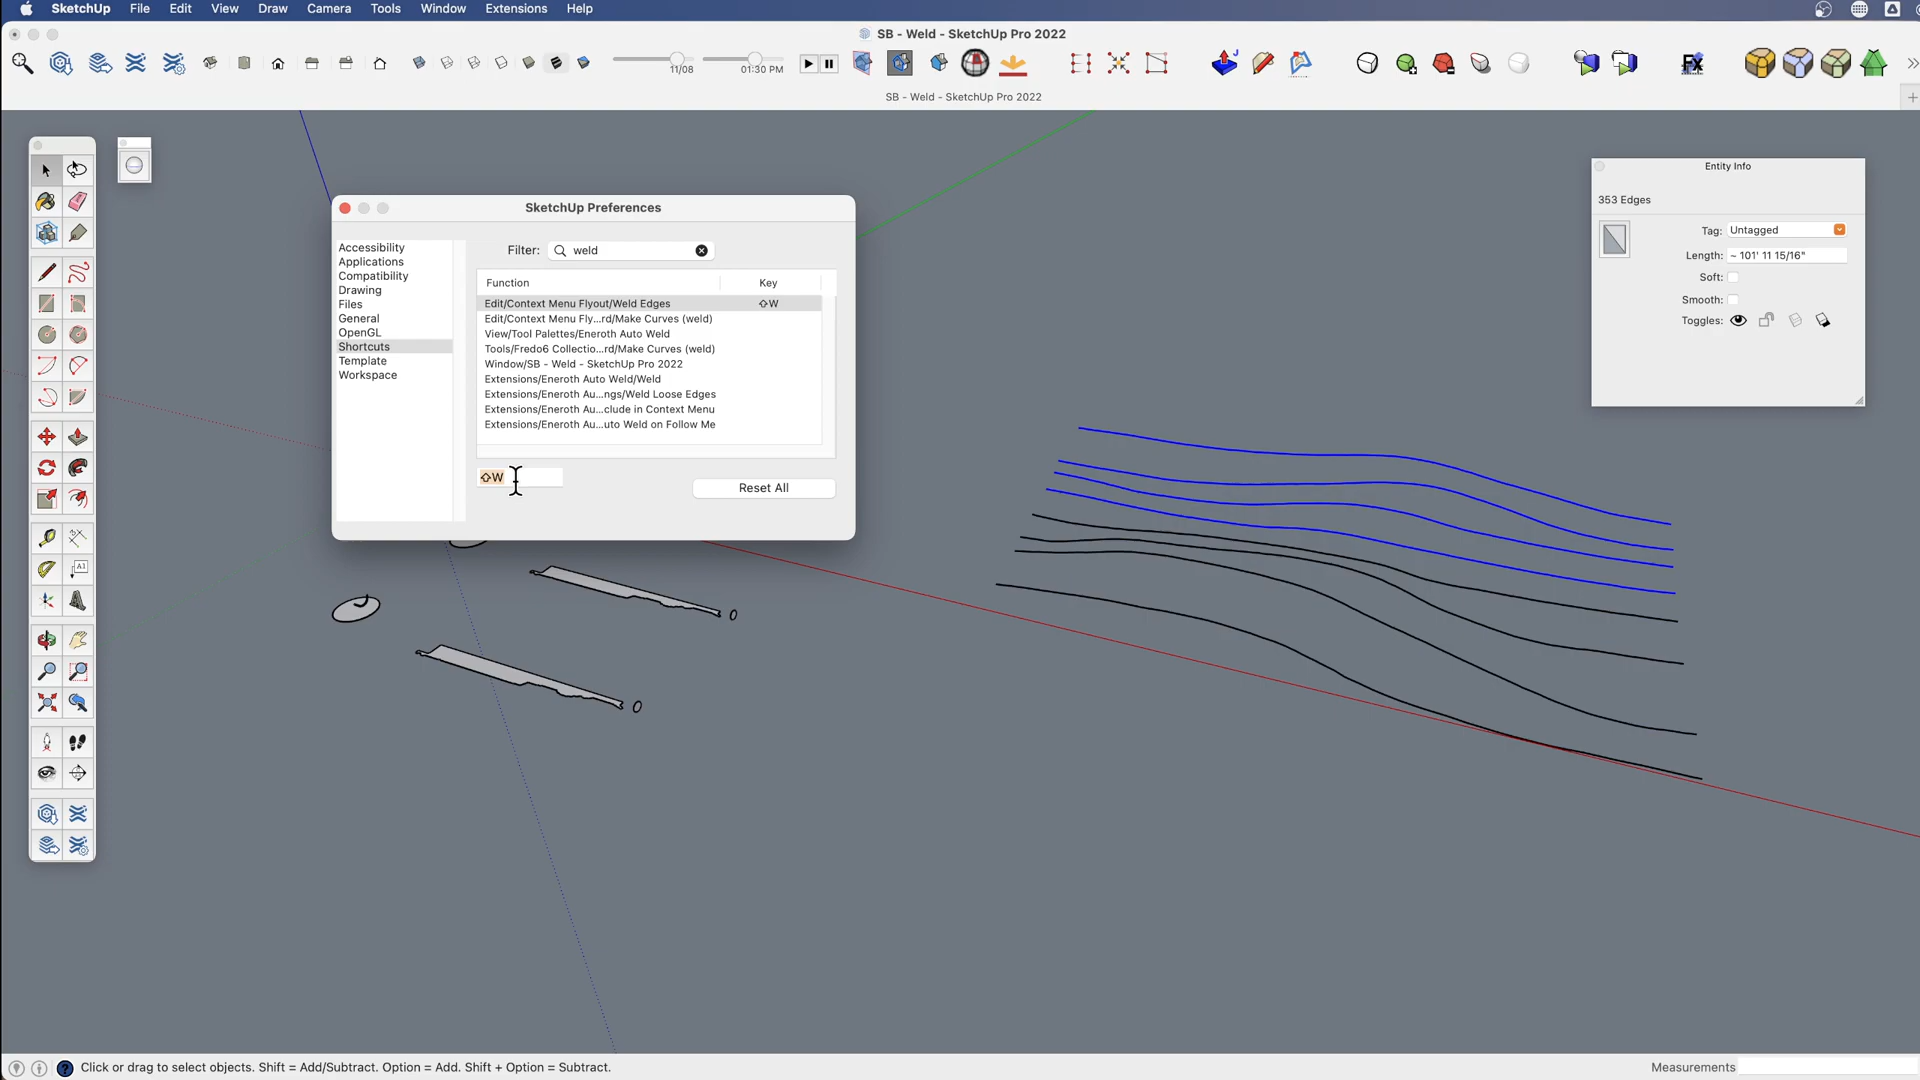 SketchUp File Edit View Draw Camera Tools Window Extensions Help
SB - Weld - SketchUp Pro 2022
11/08
01:30 PM
J
FX
SB - Weld - SketchUp Pro 2022
SketchUp Preferences
Accessibility
Applications
Compatibility
Drawing
Files
General
OpenGL
Shortcuts
Template
Workspace
Filter: weld
Function Key
Edit/Context Menu Flyout/Weld Edges ⇧W
Edit/Context Menu Fly...rd/Make Curves (weld)
View/Tool Palettes/Eneroth Auto Weld
Tools/Fredo6 Collectio...rd/Make Curves (weld)
Window/SB - Weld - SketchUp Pro 2022
Extensions/Eneroth Auto Weld/Weld
Extensions/Eneroth Au...ngs/Weld Loose Edges
Extensions/Eneroth Au...clude in Context Menu
Extensions/Eneroth Au...uto Weld on Follow Me
⇧W
Reset All
Entity Info
353 Edges
Tag: Untagged
Length: ~ 101' 11 15/16"
Soft:
Smooth:
Toggles:
A1
Click or drag to select objects. Shift = Add/Subtract. Option = Add. Shift + Option = Subtract.
Measurements